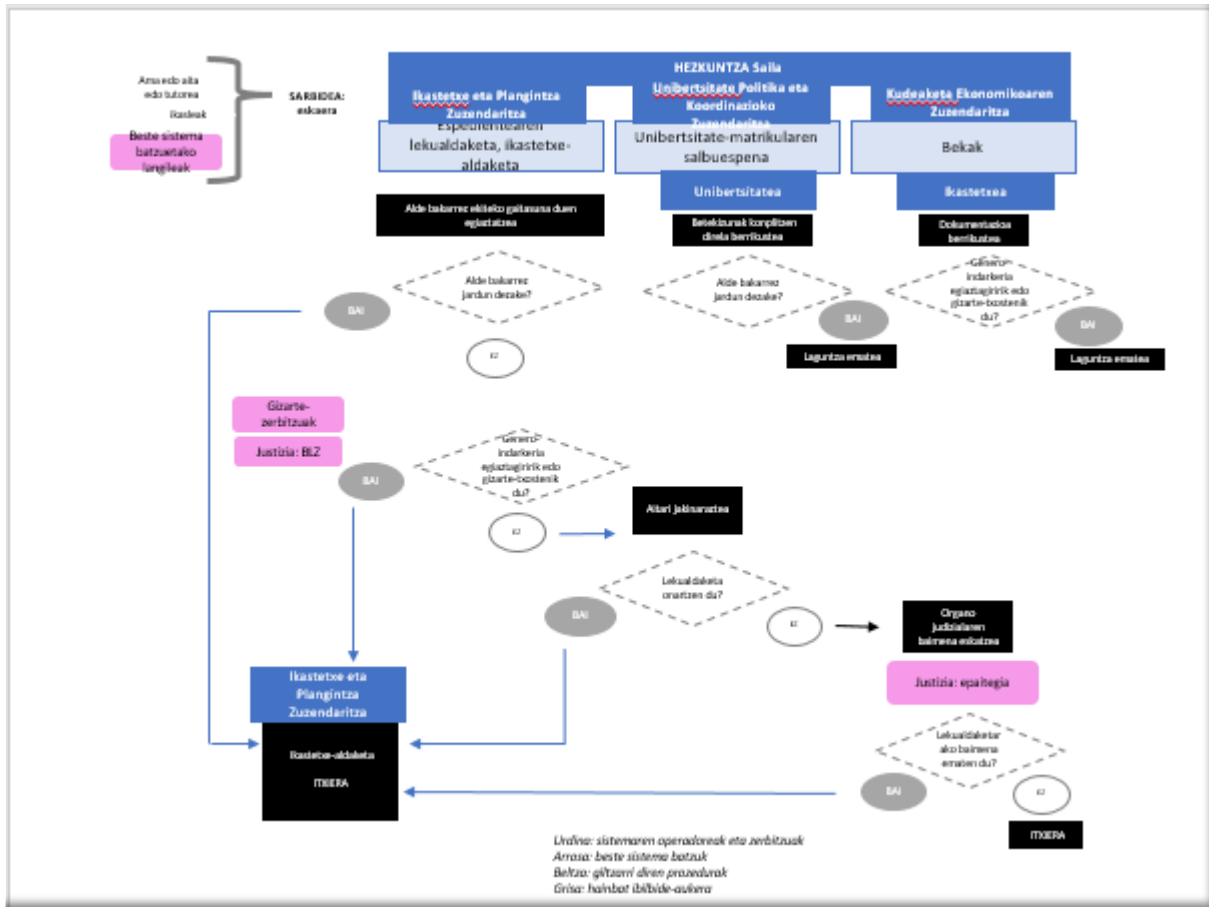 HEZKUNTZA Saila
Ama edo aita
edo tutorea
Ikasleak
Beste sistema
batzuetako
langileak
SARBIDEA:
eskaera
Ikastetxe eta Plangintza
Zuzendaritza
Espedientearen
lekualdaketa, ikastetxe-
aldaketa
Unibertsitate Politika eta
Koordinazioko
Zuzendaritza
Unibertsitate-matrikularen
salbuespena
Unibertsitatea
Kudeaketa Ekonomikoaren
Zuzendaritza
Bekak
Ikastetxea
Alde bakarrez ekiteko gaitasuna duen
egiaztatzea
Betekizunak konplitzen
direla berrikustea
Dokumentazioa
berrikustea
Alde bakarrez
jardun dezake?
BAI
EZ
Alde bakarrez
jardun dezake?
BAI
Laguntza ematea
Genero-
indarkeria
egiaztagiririk edo
gizarte-txostenik
du?
BAI
Laguntza ematea
Gizarte-
zerbitzuak
Justizia: BLZ
BAI
Genero-
indarkeria
egiaztagiririk edo
gizarte-txostenik
du?
EZ
Aitari jakinaraztea
Lekualdaketa
onartzen du?
BAI
EZ
Organo
judizialaren
baimena eskatzea
Justizia: epaitegia
Ikastetxe eta
Plangintza
Zuzendaritza
Ikastetxe-aldaketa
ITXIERA
Lekualdaketar
ako baimena
ematen du?
BAI
EZ
ITXIERA
Urdina: sistemaren operadoreak eta zerbitzuak
Arrosa: beste sistema batzuk
Beltza: giltzarri diren prozedurak
Grisa: hainbat ibilbide-aukera